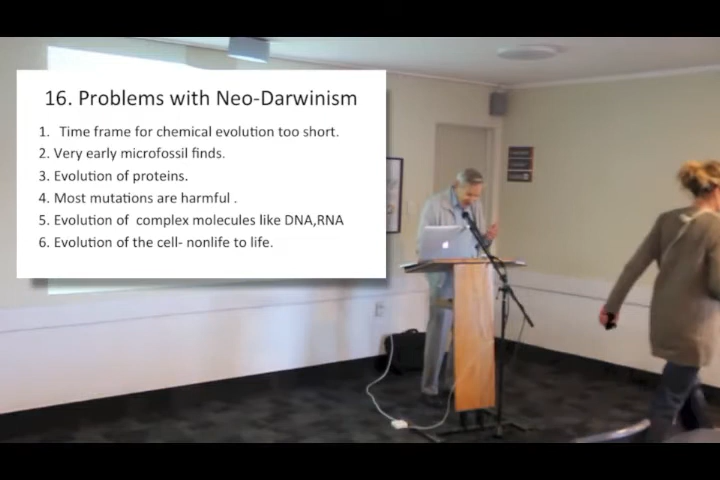 16. Problems with Neo-Darwinism
1. Time frame for chemical evolution too short.
2. Very early microfossil finds.
3. Evolution of proteins.
4. Most mutations are harmful .
5. Evolution of complex molecules like DNA,RNA
6. Evolution of the cell- nonlife to life.